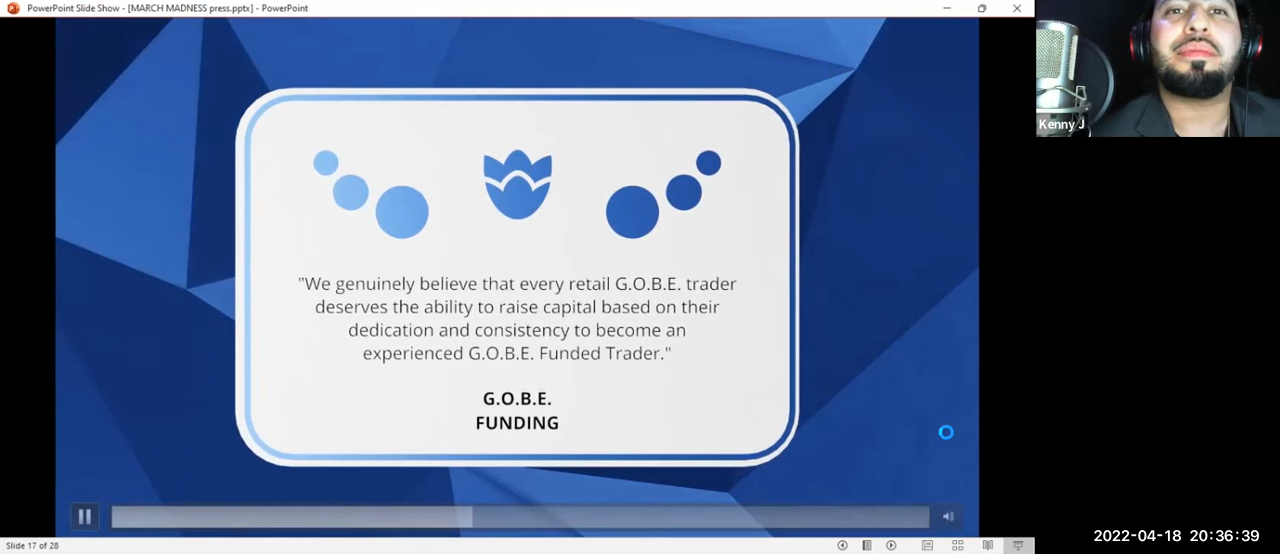 PowerPoint Slide Show - [MARCH MADNESS press.pptx] - PowerPoint
Kenny J
"We genuinely believe that every retail G.O.B.E. trader
deserves the ability to raise capital based on their
dedication and consistency to become an
experienced G.O.B.E. Funded Trader."
G.O.B.E.
FUNDING
2022-04-18 20:36:39
Slide 17 of 28